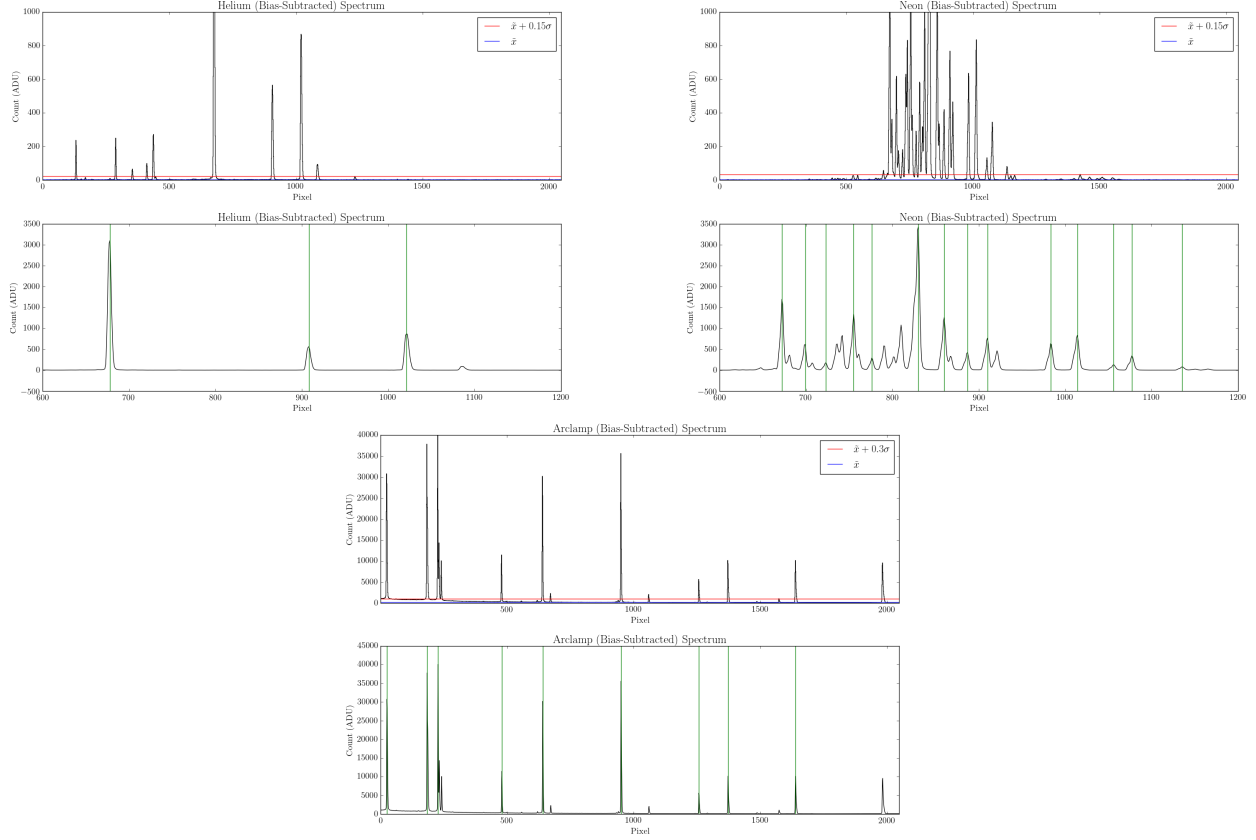 Helium (Bias-Subtracted) Spectrum
Count (ADU)
1000
800
600
400
200
0
0 500 1000 1500 2000
Pixel
x̃ + 0.15σ
x̃
Neon (Bias-Subtracted) Spectrum
Count (ADU)
1000
800
600
400
200
0
500 1000 1500 2000
Pixel
x̃ + 0.15σ
x̃
Helium (Bias-Subtracted) Spectrum
Count (ADU)
3500
3000
2500
2000
1500
1000
500
0
−500
600 700 800 900 1000 1100 1200
Pixel
Neon (Bias-Subtracted) Spectrum
Count (ADU)
3500
3000
2500
2000
1500
1000
500
0
−500
600 700 800 900 1000 1100 1200
Pixel
Arclamp (Bias-Subtracted) Spectrum
Count (ADU)
40000
35000
30000
25000
20000
15000
10000
5000
0
500 1000 1500 2000
Pixel
x̃ + 0.3σ
x̃
Arclamp (Bias-Subtracted) Spectrum
Count (ADU)
45000
40000
35000
30000
25000
20000
15000
10000
5000
0
0 500 1000 1500 2000
Pixel